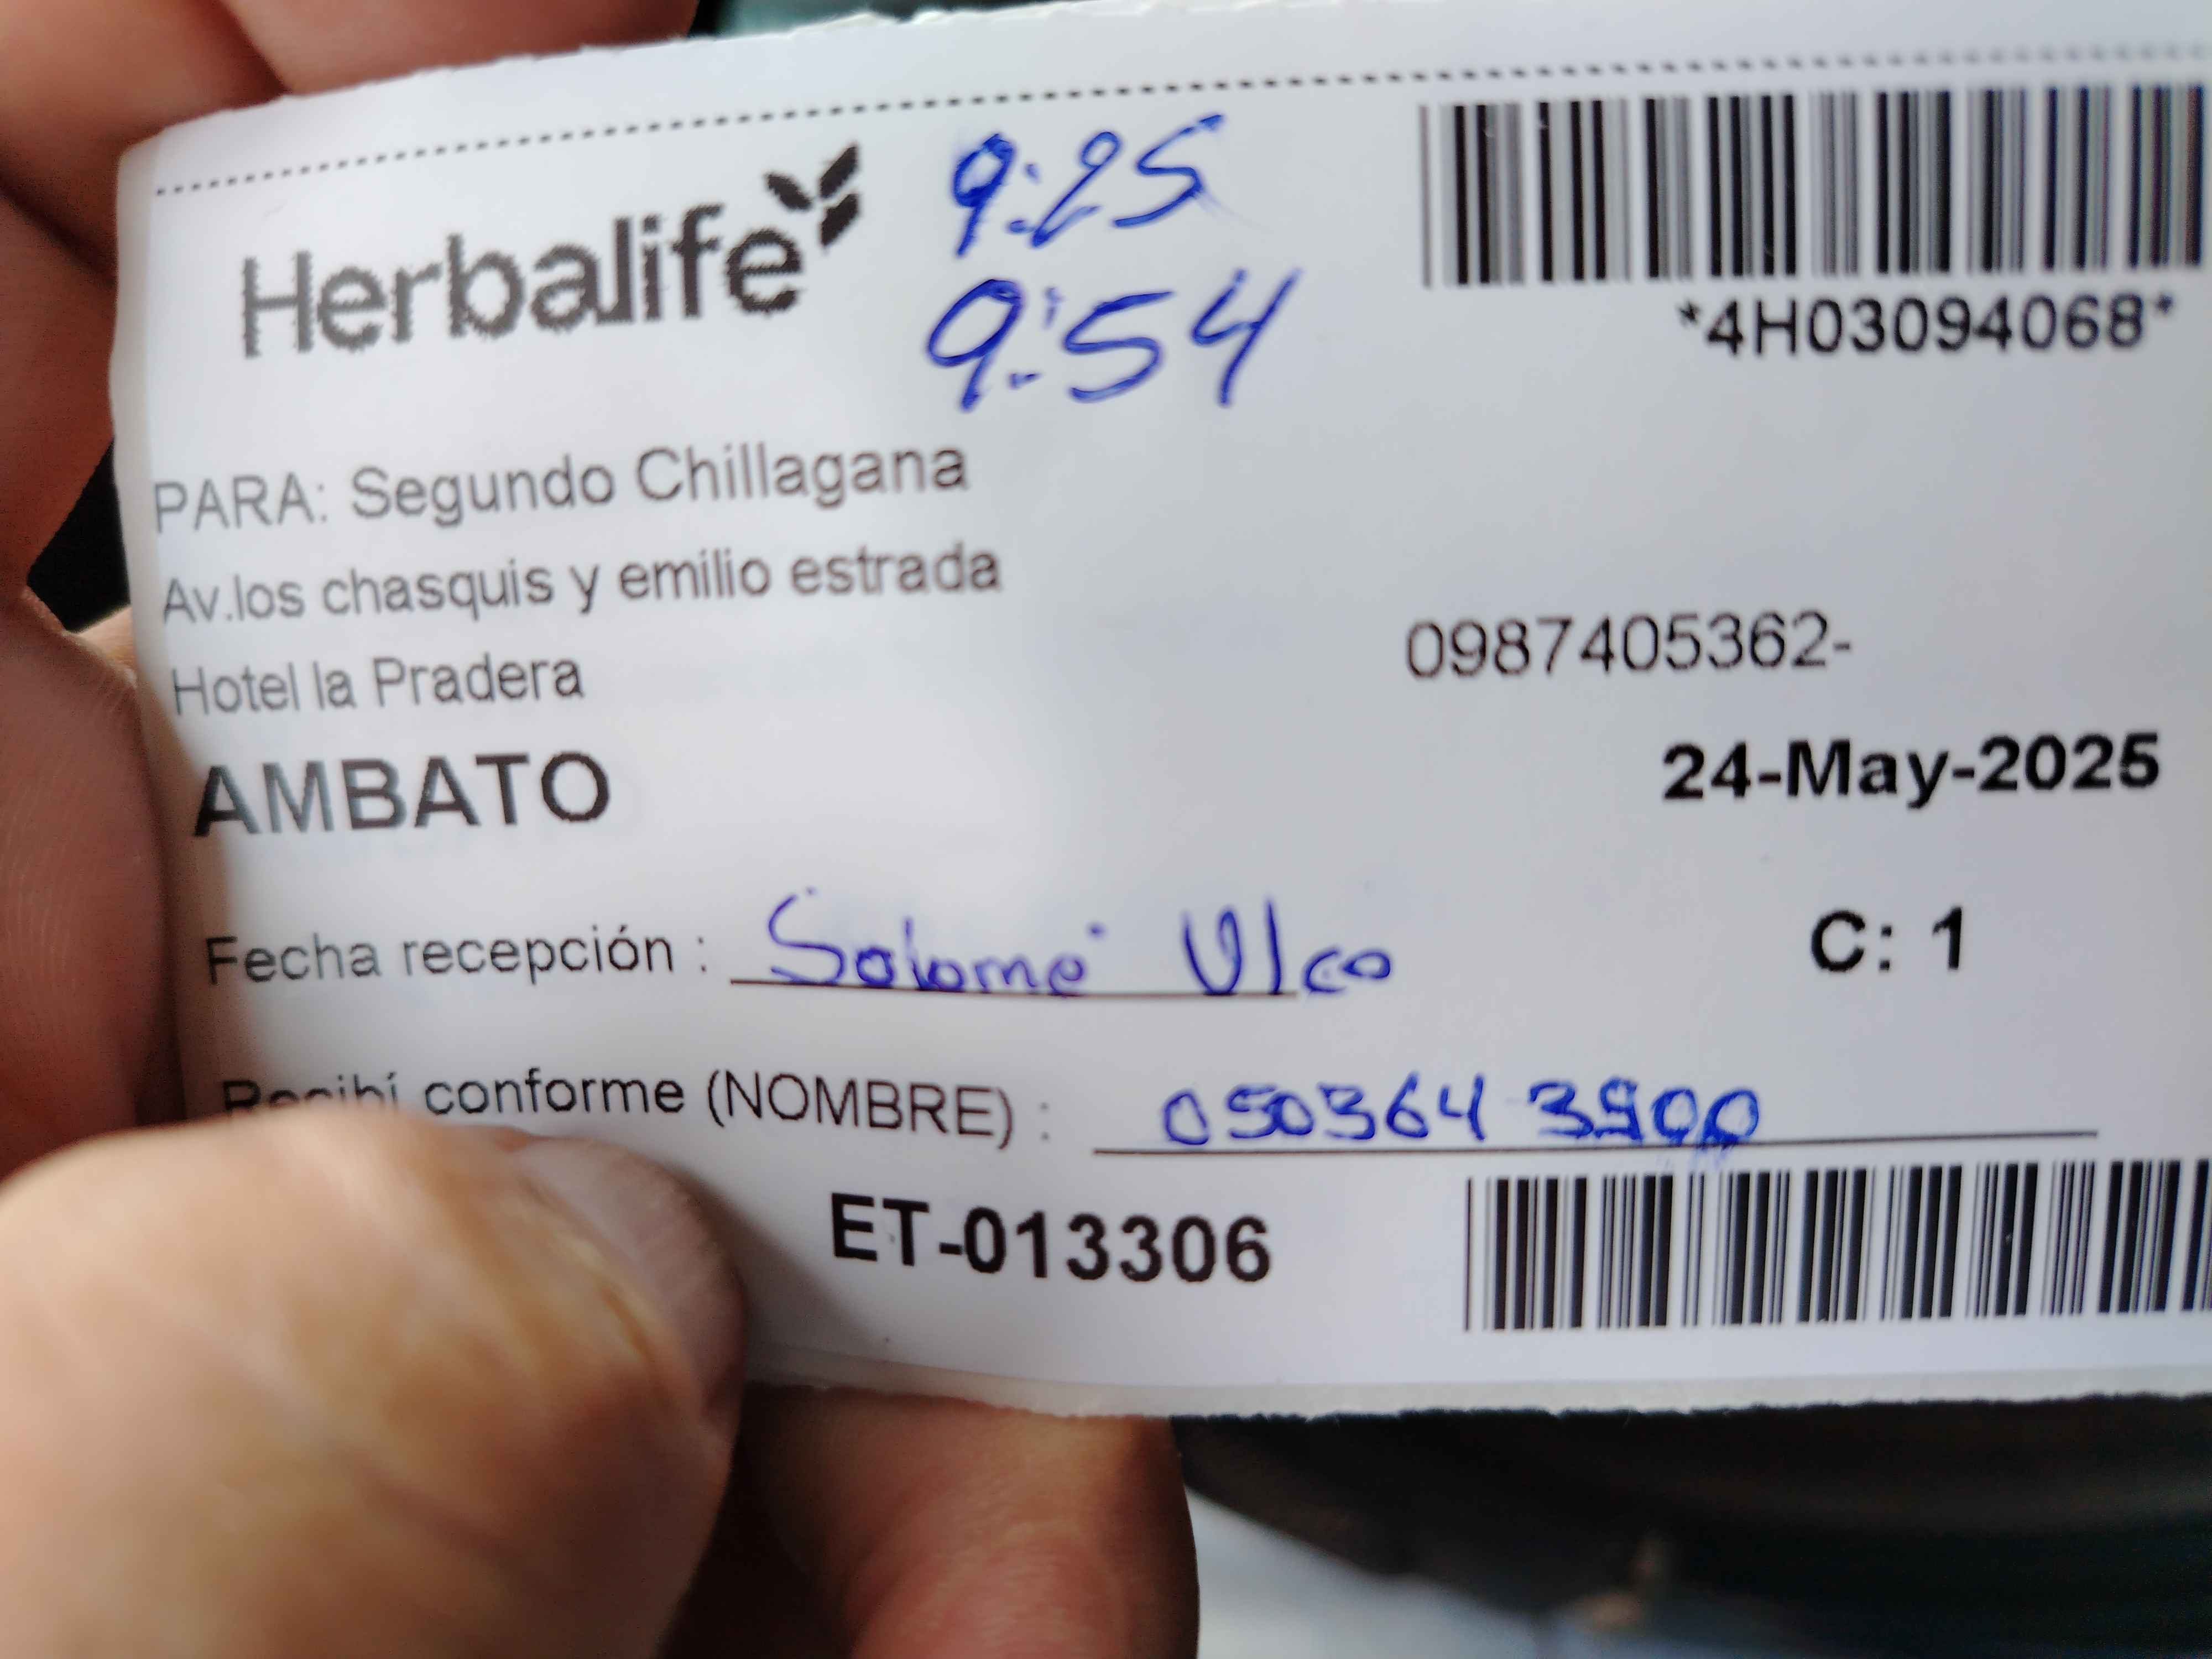 Herbalife
9:25
9:54
*4H03094068*
PARA: Segundo Chillagana
Av.los chasquis y emilio estrada
Hotel la Pradera
0987405362-
AMBATO
24-May-2025
Fecha recepción : Salomé Ulco
C: 1
Recibí conforme (NOMBRE) : 050364
ET-013306